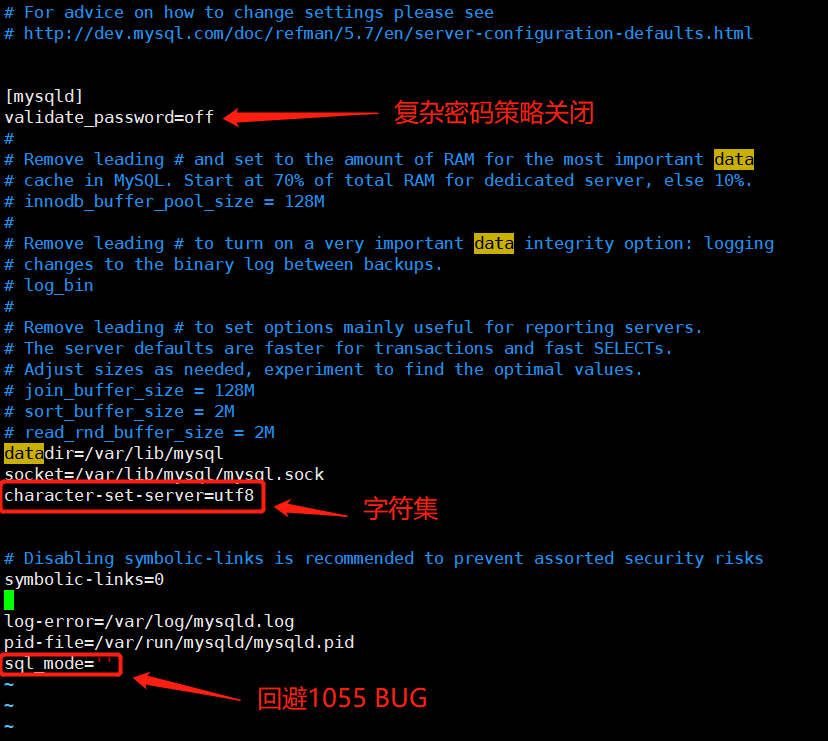 # For advice on how to change settings please see
# http://dev.mysql.com/doc/refman/5.7/en/server-configuration-defaults.html
[mysqld]
validate_password=off
复杂密码策略关闭
#
# Remove leading # and set to the amount of RAM for the most important data
# cache in MySQL. Start at 70% of total RAM for dedicated server, else 10%.
# innodb_buffer_pool_size = 128M
#
# Remove leading # to turn on a very important data integrity option: logging
# changes to the binary log between backups.
# log_bin
#
# Remove leading # to set options mainly useful for reporting servers.
# The server defaults are faster for transactions and fast SELECTs.
# Adjust sizes as needed, experiment to find the optimal values.
# join_buffer_size = 128M
# sort_buffer_size = 2M
# read_rnd_buffer_size = 2M
datadir=/var/lib/mysql
socket=/var/lib/mysql/mysql.sock
character-set-server=utf8
字符集
# Disabling symbolic-links is recommended to prevent assorted security risks
symbolic-links=0
log-error=/var/log/mysqld.log
pid-file=/var/run/mysqld/mysqld.pid
sql_mode=''
回避1055 BUG
~
~
~